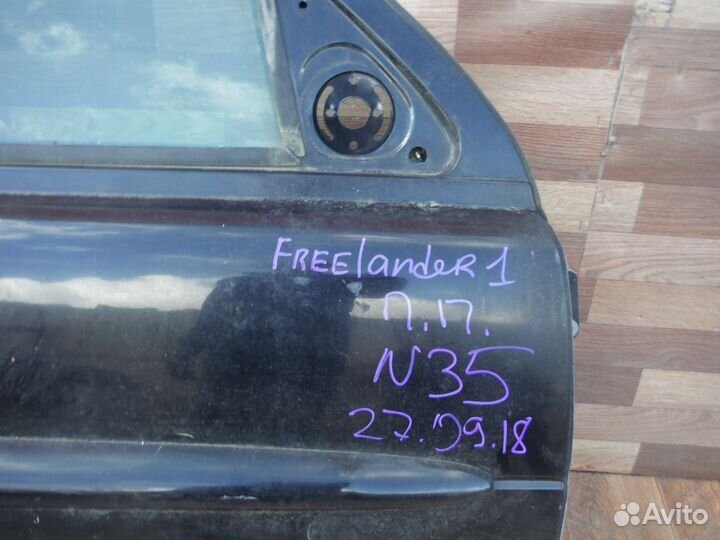 FREElandeR 1
П.П.
N35
27.09.18
Avito